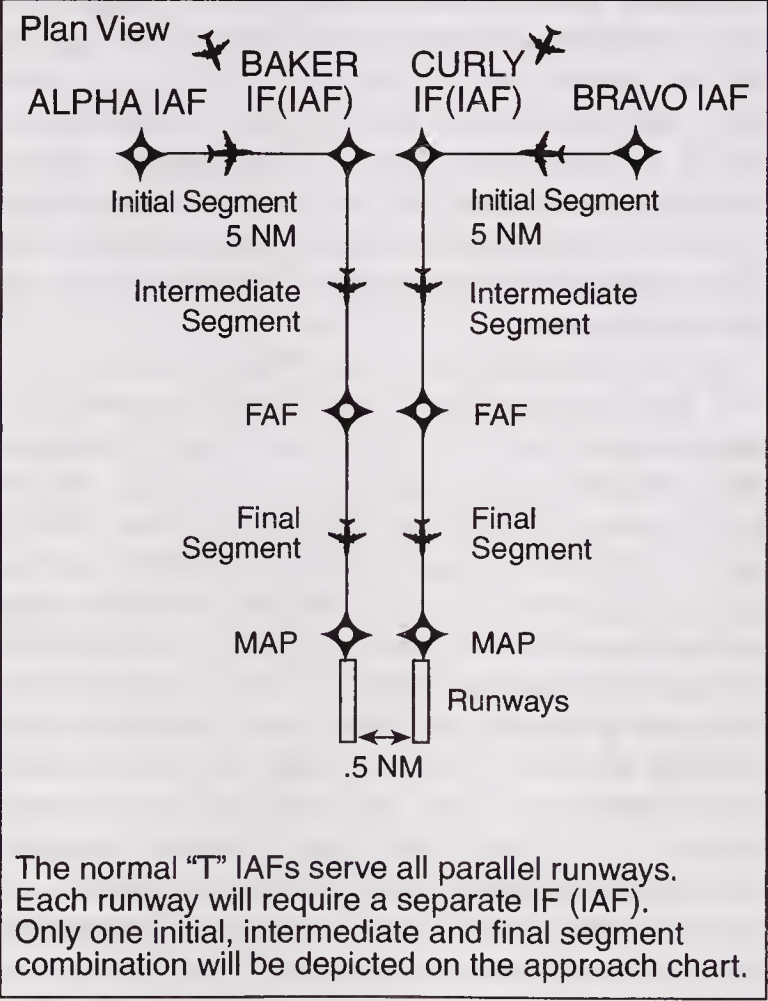 Plan View
BAKER
IF(IAF)
CURLY
IF(IAF)
ALPHA IAF
BRAVO IAF
Initial Segment
5 NM
Initial Segment
5 NM
Intermediate
Segment
Intermediate
Segment
FAF
FAF
Final
Segment
Final
Segment
MAP
MAP
Runways
.5 NM
The normal “T” IAFs serve all parallel runways.
Each runway will require a separate IF (IAF).
Only one initial, intermediate and final segment
combination will be depicted on the approach chart.